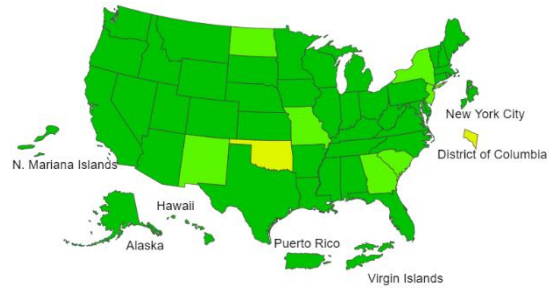 New York City
District of Columbia
N. Mariana Islands
Hawaii
Alaska
Puerto Rico
Virgin Islands